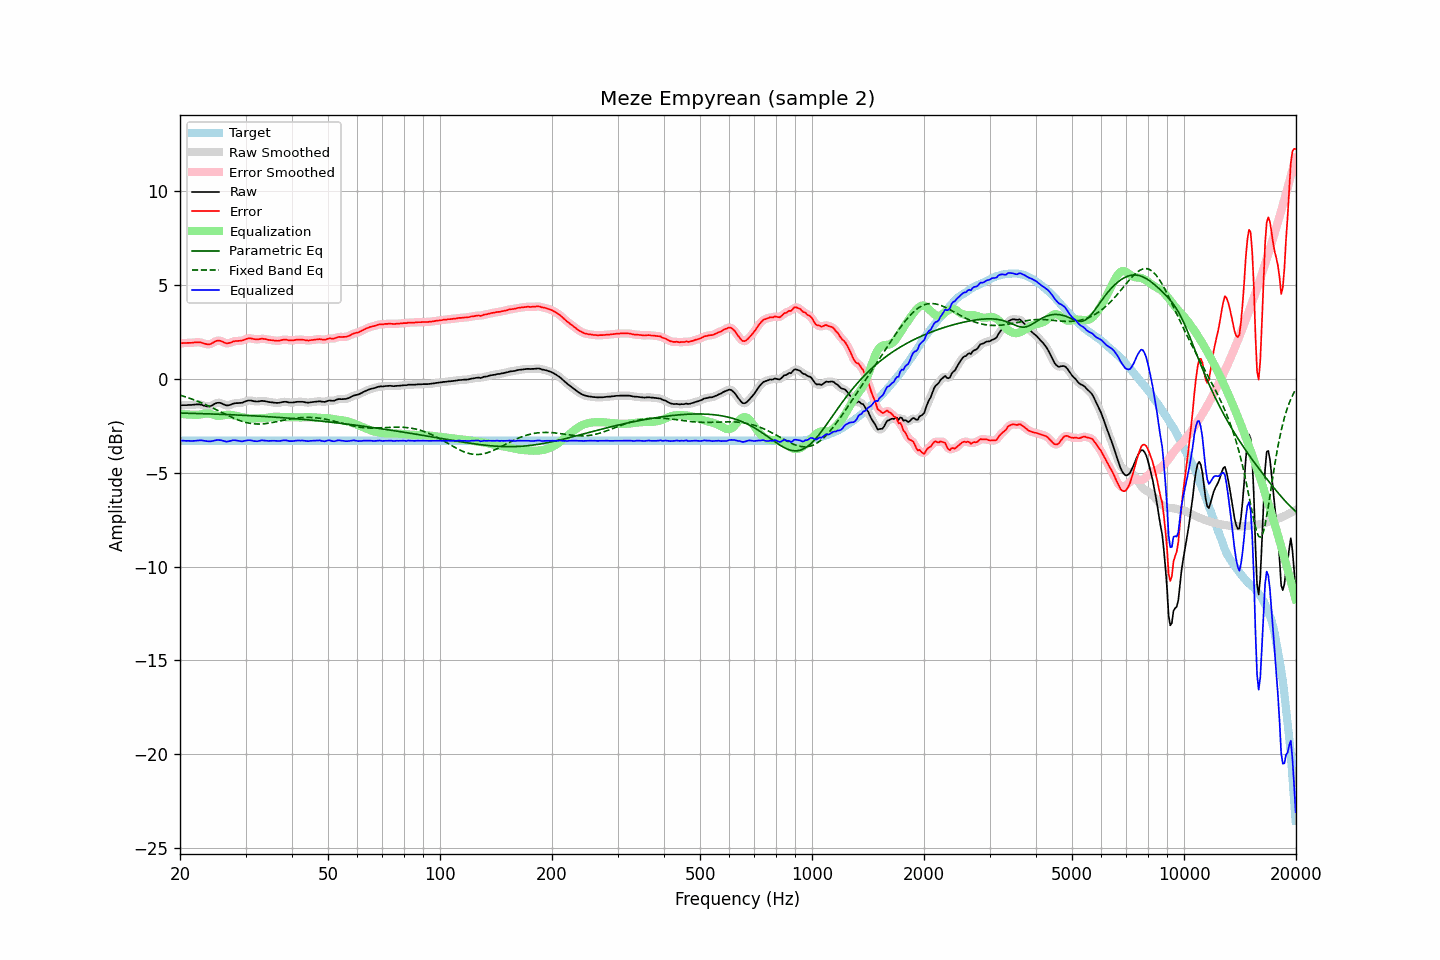 Meze Empyrean (sample 2)
Target
Raw Smoothed
Error Smoothed
Raw
Error
Equalization
Parametric Eq
Fixed Band Eq
Equalized
10
5
0
−5
−10
−15
−20
−25
Amplitude (dBr)
20 50 100 200 500 1000 2000 5000 10000 20000
Frequency (Hz)